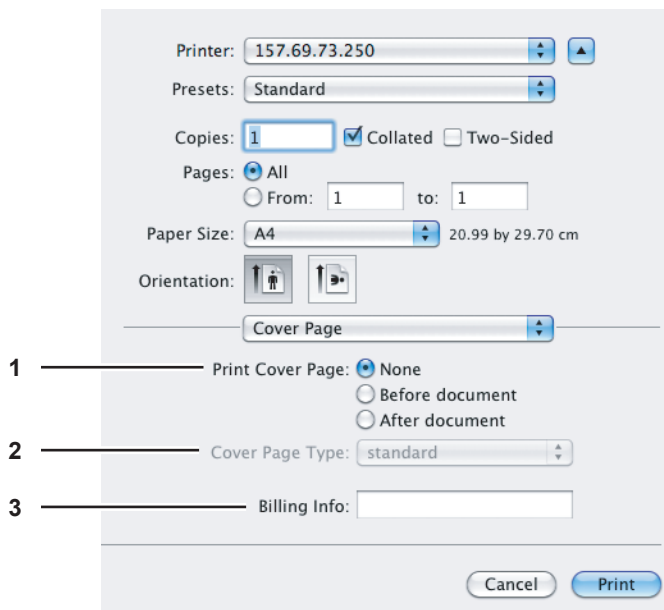 Printer: 157.69.73.250
Presets: Standard
Copies: 1 Collated Two-Sided
Pages: All
From: 1 to: 1
Paper Size: A4 20.99 by 29.70 cm
Orientation:
Cover Page
1 Print Cover Page: None
Before document
After document
2 Cover Page Type: standard
3 Billing Info:
Cancel Print